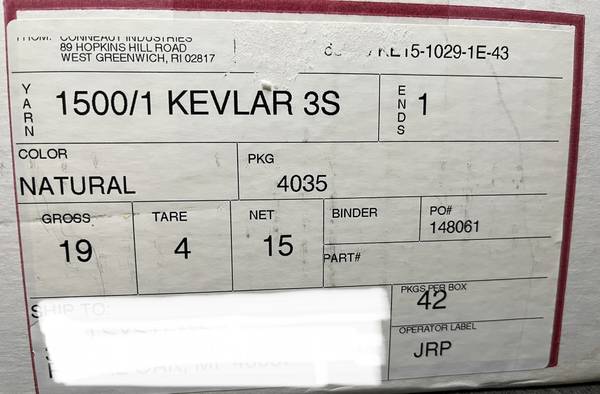 CONNEAUT INDUSTRIES
89 HOPKINS HILL ROAD
WEST GREENWICH, RI 02817
15-1029-1E-43
YARN 1500/1 KEVLAR 3S
ENDS 1
COLOR
NATURAL
PKG
4035
GROSS
19
TARE
4
NET
15
BINDER
PO#
148061
PART#
SHIP TO:
PKGS PER BOX
42
OPERATOR LABEL
JRP